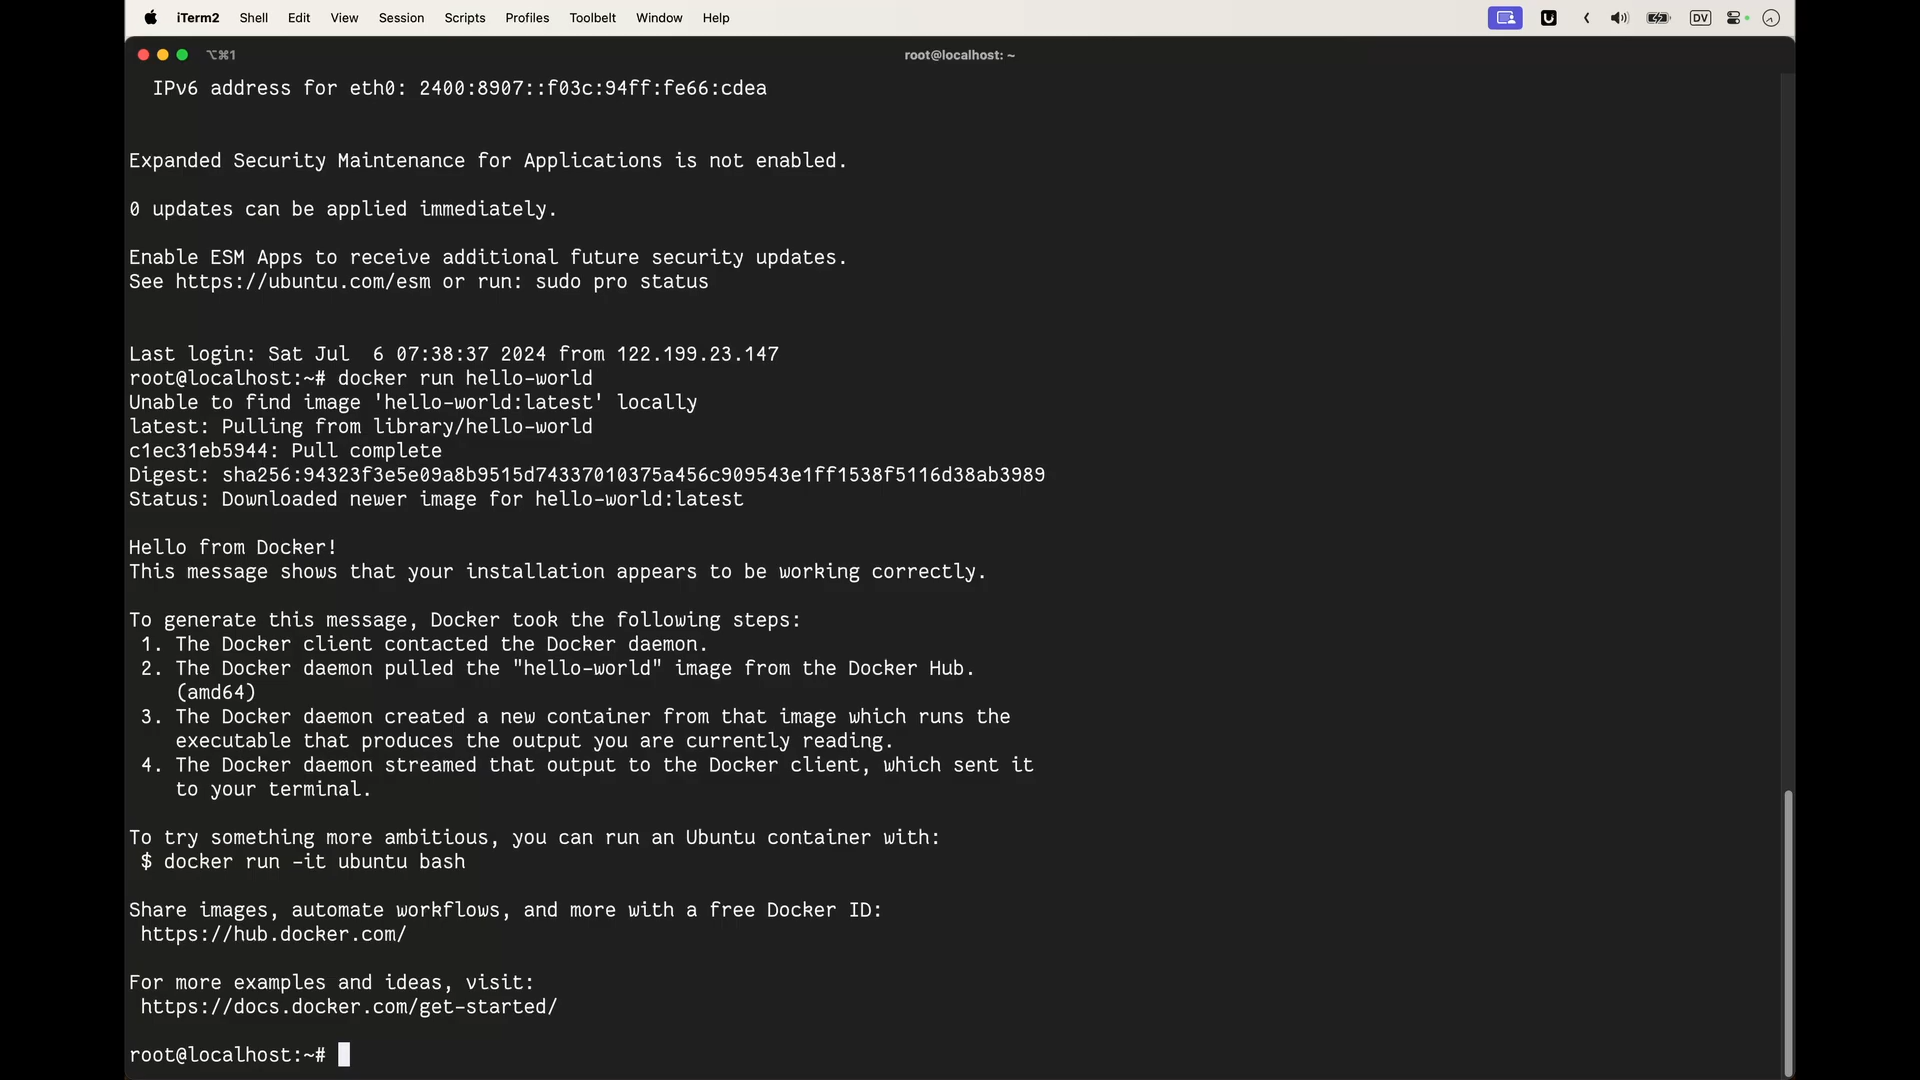 iTerm2 Shell Edit View Session Scripts Profiles Toolbelt Window Help DV
⌥⌘1 root@localhost: ~
IPv6 address for eth0: 2400:8907::f03c:94ff:fe66:cdea
Expanded Security Maintenance for Applications is not enabled.
0 updates can be applied immediately.
Enable ESM Apps to receive additional future security updates.
See https://ubuntu.com/esm or run: sudo pro status
Last login: Sat Jul  6 07:38:37 2024 from 122.199.23.147
root@localhost:~# docker run hello-world
Unable to find image 'hello-world:latest' locally
latest: Pulling from library/hello-world
c1ec31eb5944: Pull complete
Digest: sha256:94323f3e5e09a8b9515d74337010375a456c909543e1ff1538f5116d38ab3989
Status: Downloaded newer image for hello-world:latest
Hello from Docker!
This message shows that your installation appears to be working correctly.
To generate this message, Docker took the following steps:
1. The Docker client contacted the Docker daemon.
2. The Docker daemon pulled the "hello-world" image from the Docker Hub.
(amd64)
3. The Docker daemon created a new container from that image which runs the
executable that produces the output you are currently reading.
4. The Docker daemon streamed that output to the Docker client, which sent it
to your terminal.
To try something more ambitious, you can run an Ubuntu container with:
$ docker run -it ubuntu bash
Share images, automate workflows, and more with a free Docker ID:
https://hub.docker.com/
For more examples and ideas, visit:
https://docs.docker.com/get-started/
root@localhost:~#